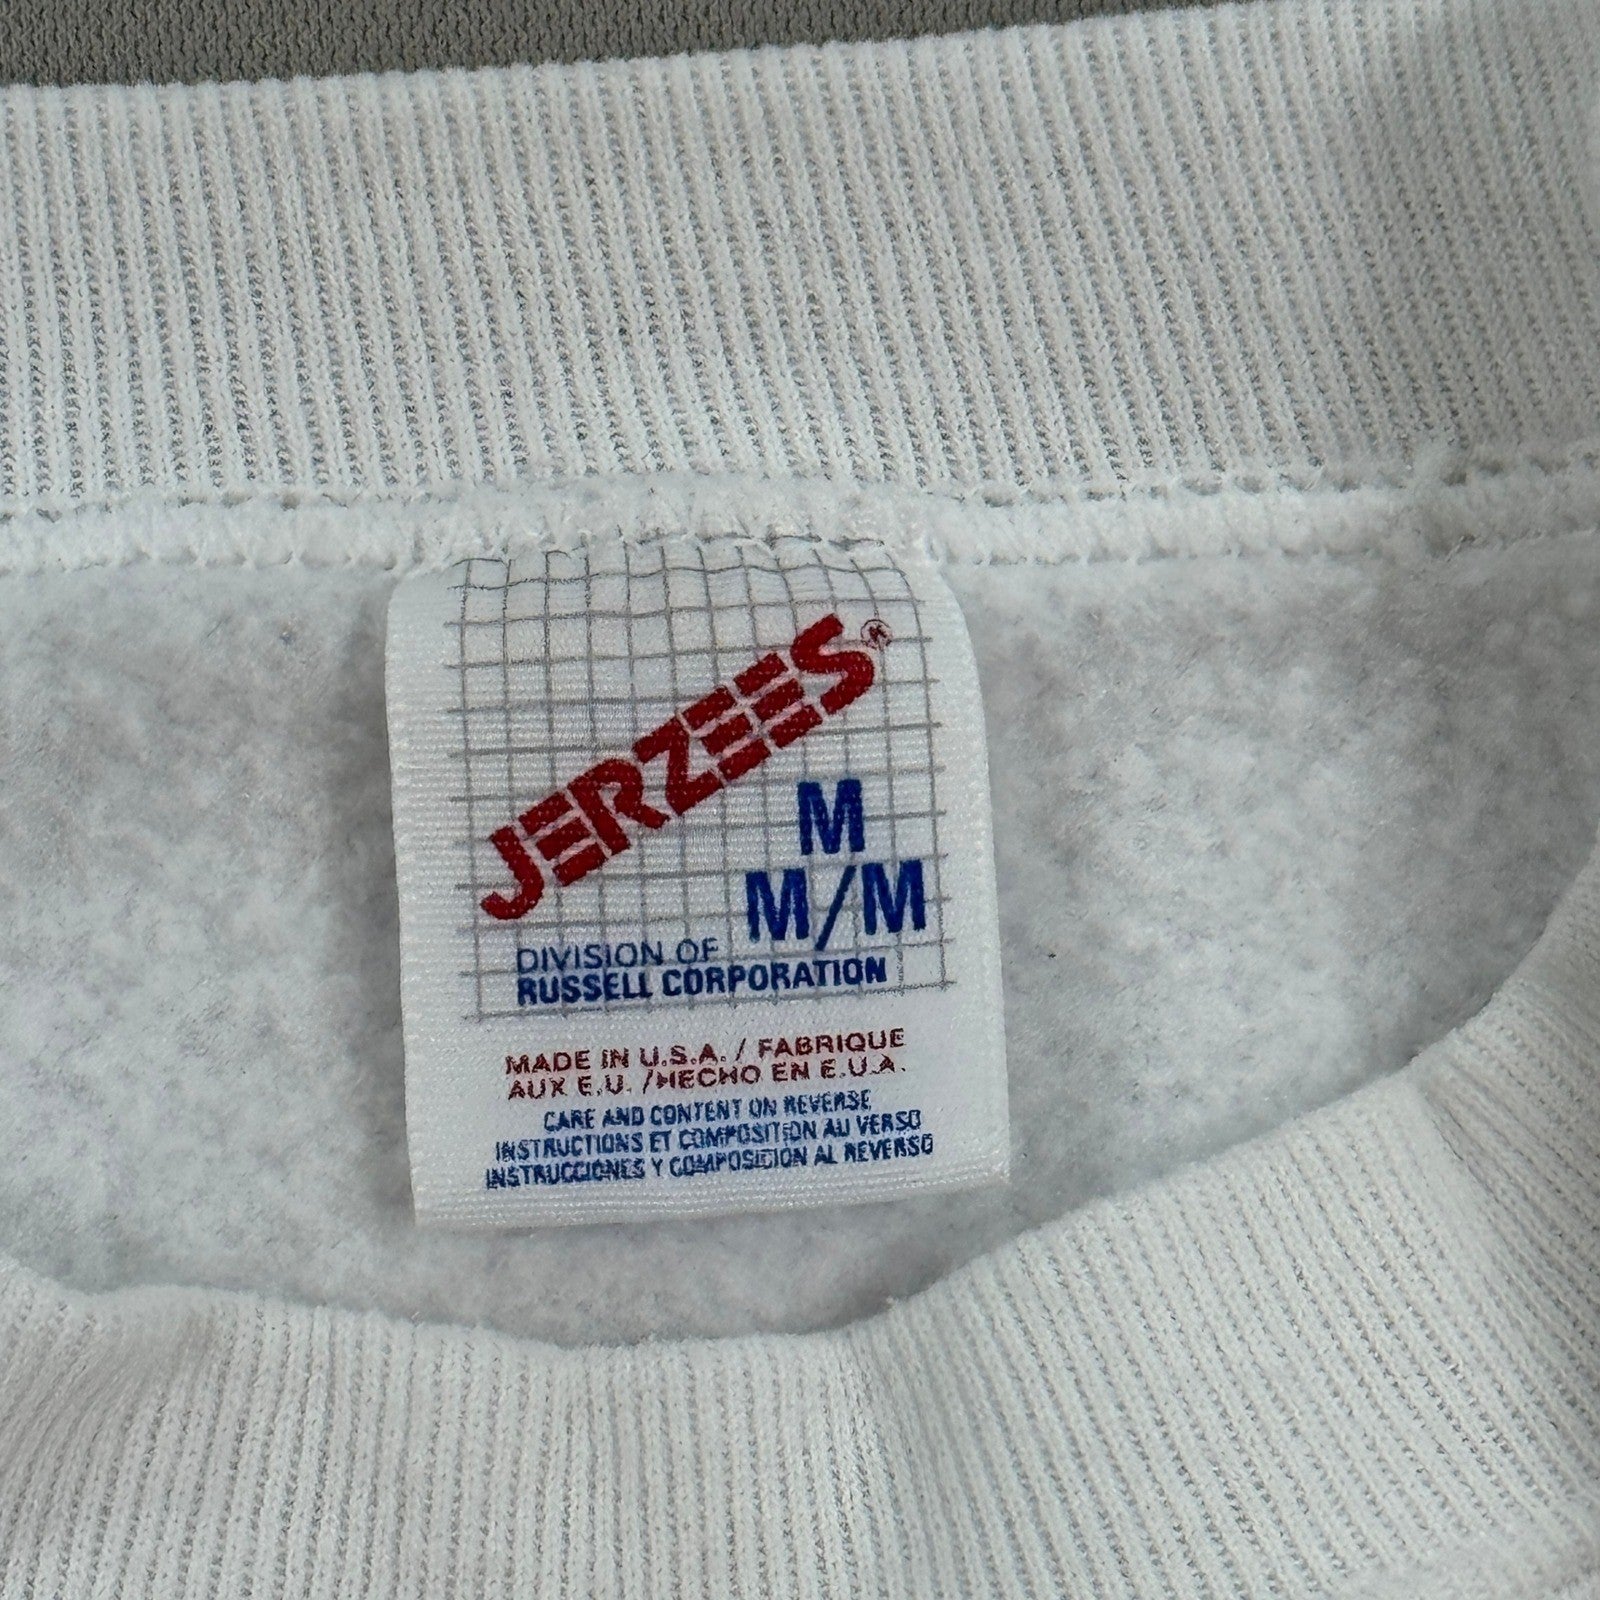 JERZEES®
M
M/M
DIVISION OF
RUSSELL CORPORATION
MADE IN U.S.A. / FABRIQUE
AUX E.U. /HECHO EN E.U.A.
CARE AND CONTENT ON REVERSE
INSTRUCTIONS ET COMPOSITION AU VERSO
INSTRUCCIONES Y COMPOSICION AL REVERSO